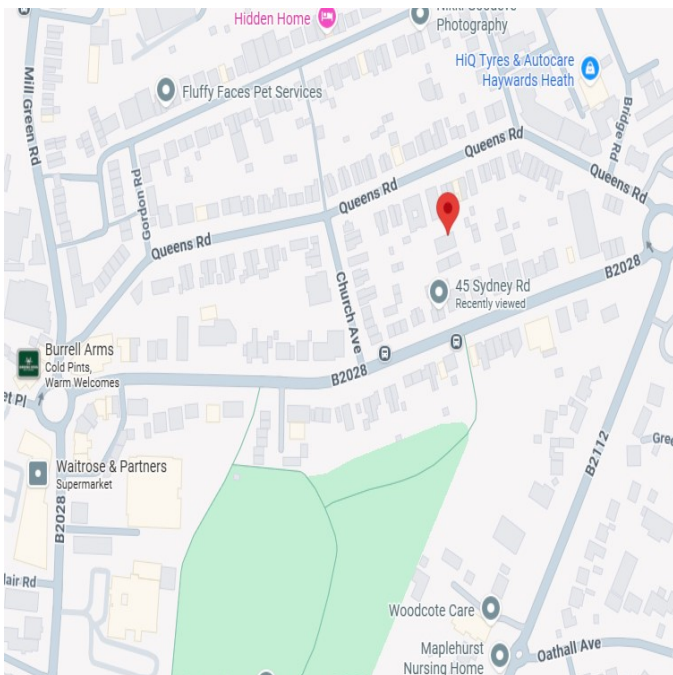 Hidden Home
Photography
HiQ Tyres & Autocare
Haywards Heath
Fluffy Faces Pet Services
Mill Green Rd
Bridge Rd
Gordon Rd
Queens Rd
Queens Rd
Queens Rd
Queens Rd
B2028
45 Sydney Rd
Recently viewed
Church Ave
Burrell Arms
Cold Pints,
Warm Welcomes
B2028
B2112
Waitrose & Partners
Supermarket
B2028
Woodcote Care
Maplehurst
Nursing Home
Oathall Ave